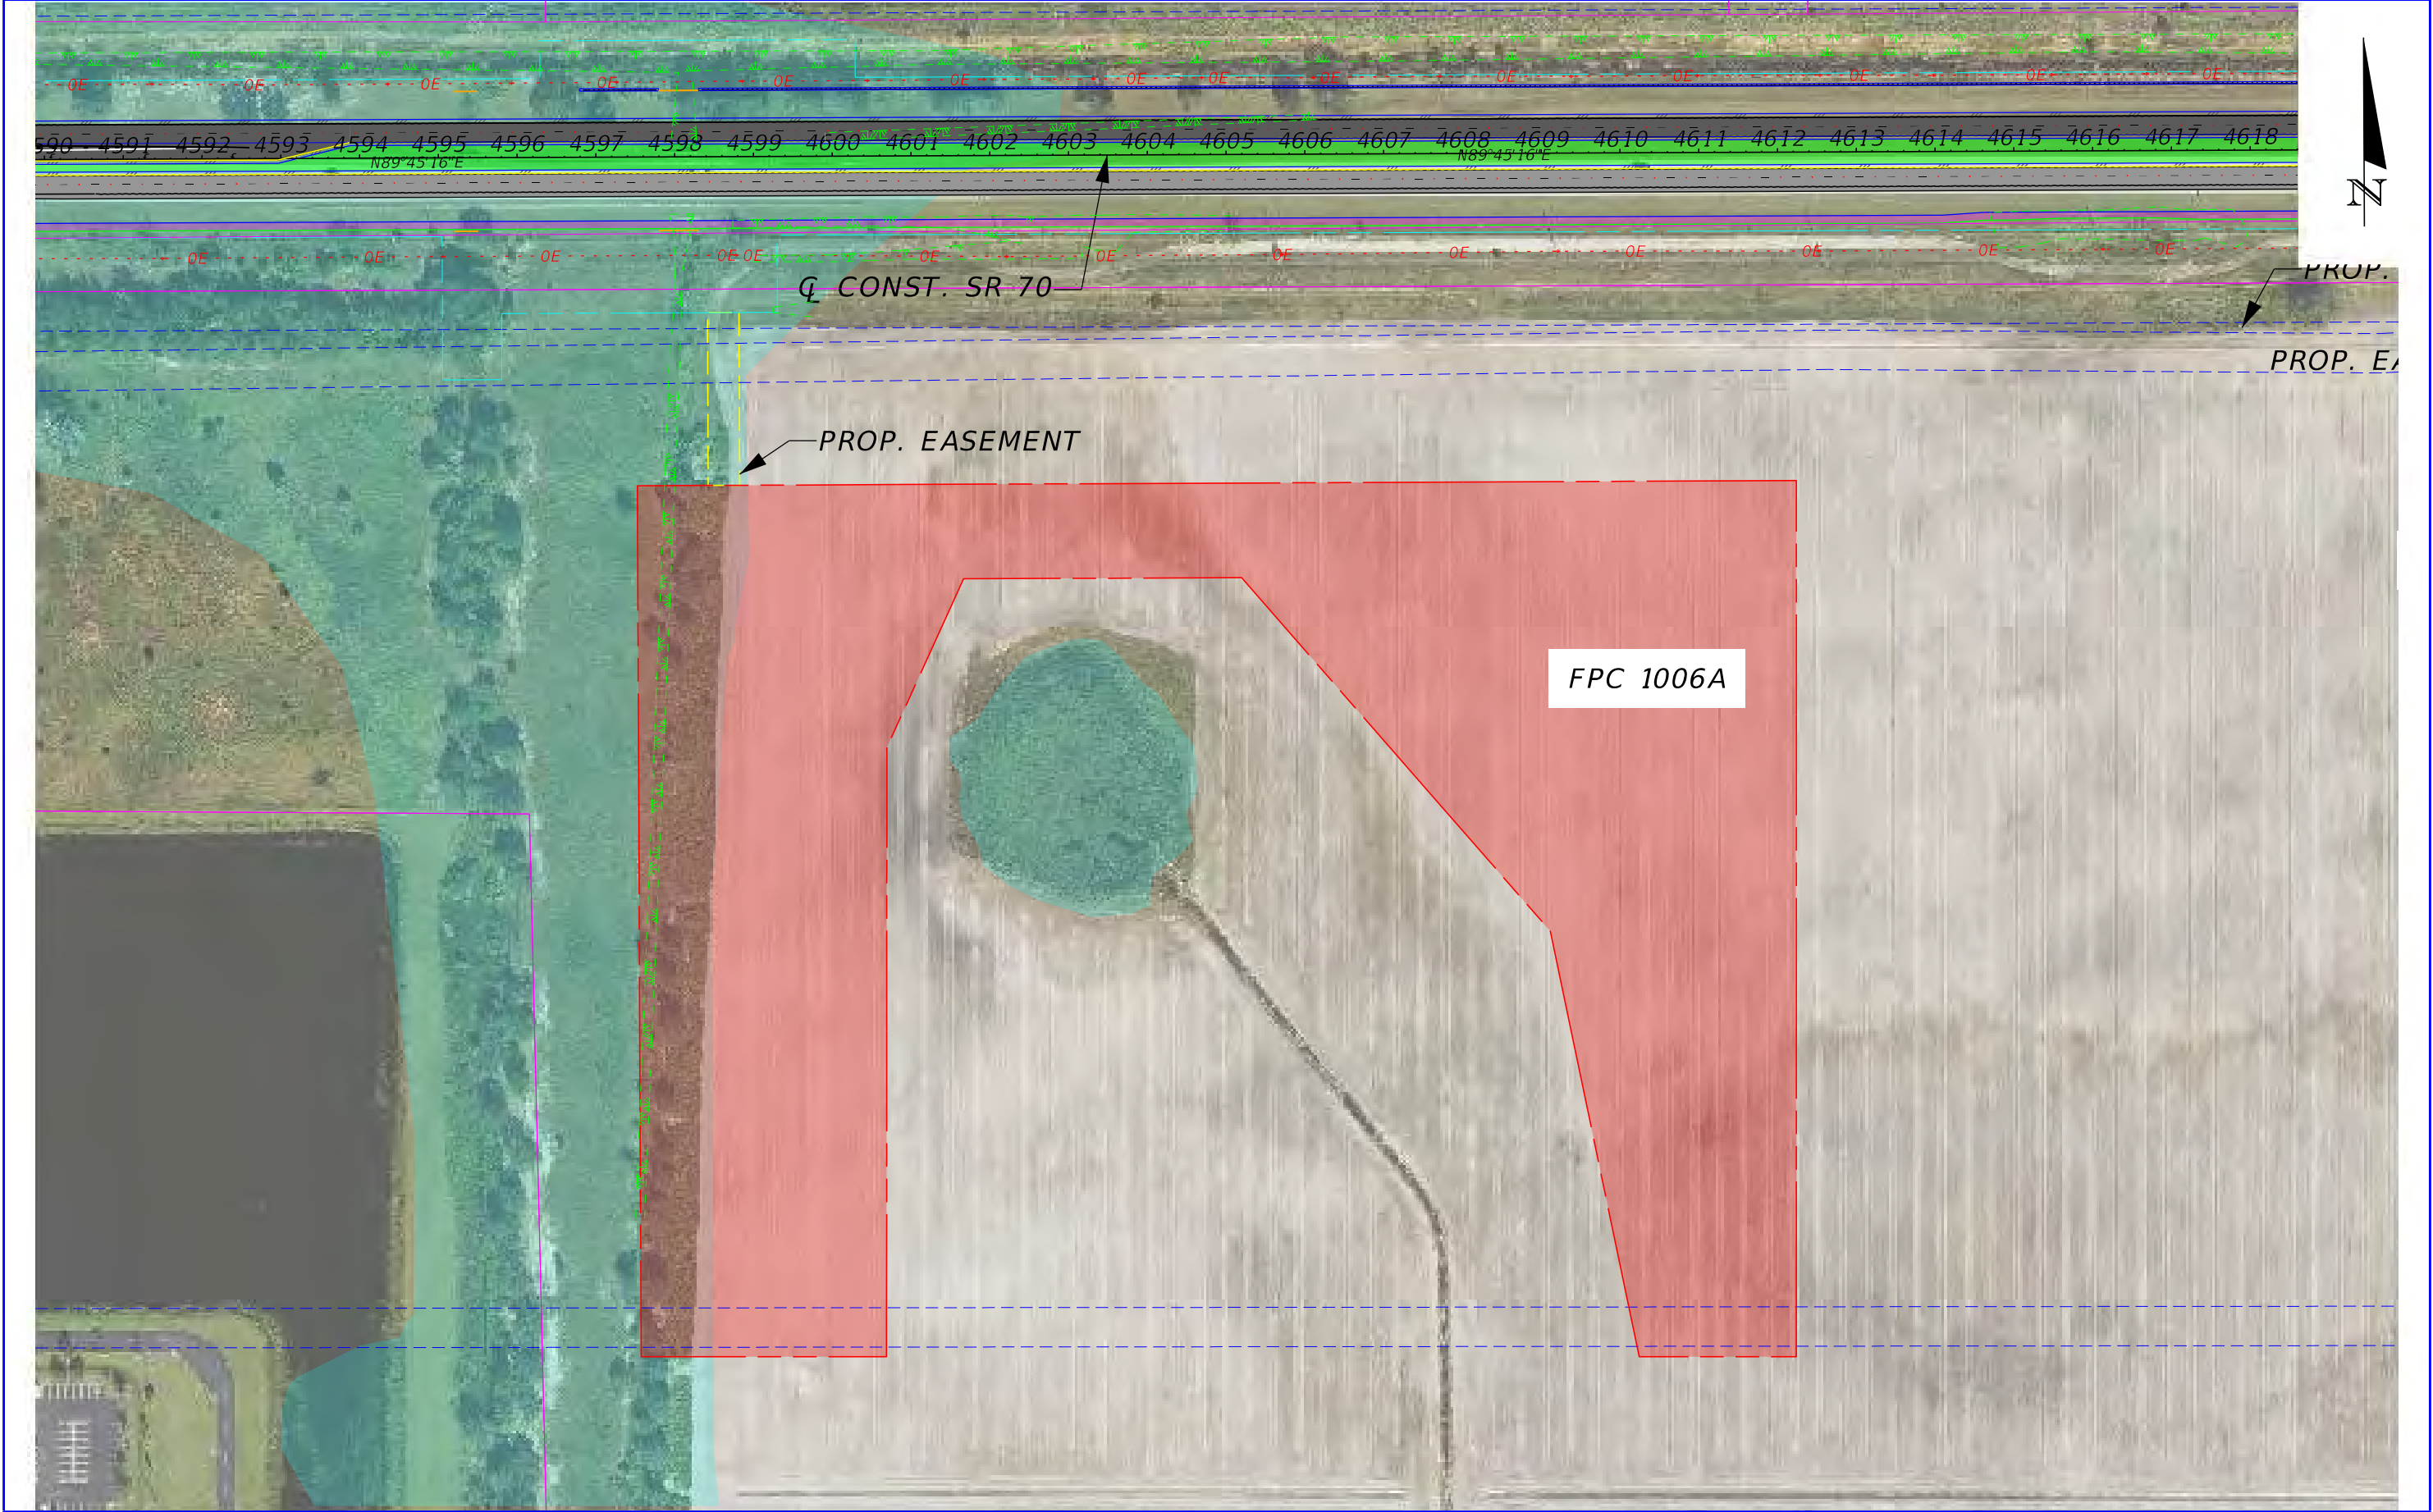 OE OE OE OE OE OE OE OE OE OE OE OE OE OE
590 4591 4592 4593 4594 4595 4596 4597 4598 4599 4600 4601 4602 4603 4604 4605 4606 4607 4608 4609 4610 4611 4612 4613 4614 4615 4616 4617 4618
N89°45'16"E N89°45'16"E
N
OE OE OE OE OE OE OE OE OE OE OE OE OE
℄ CONST. SR 70
PROP.
PROP. EA
PROP. EASEMENT
FPC 1006A